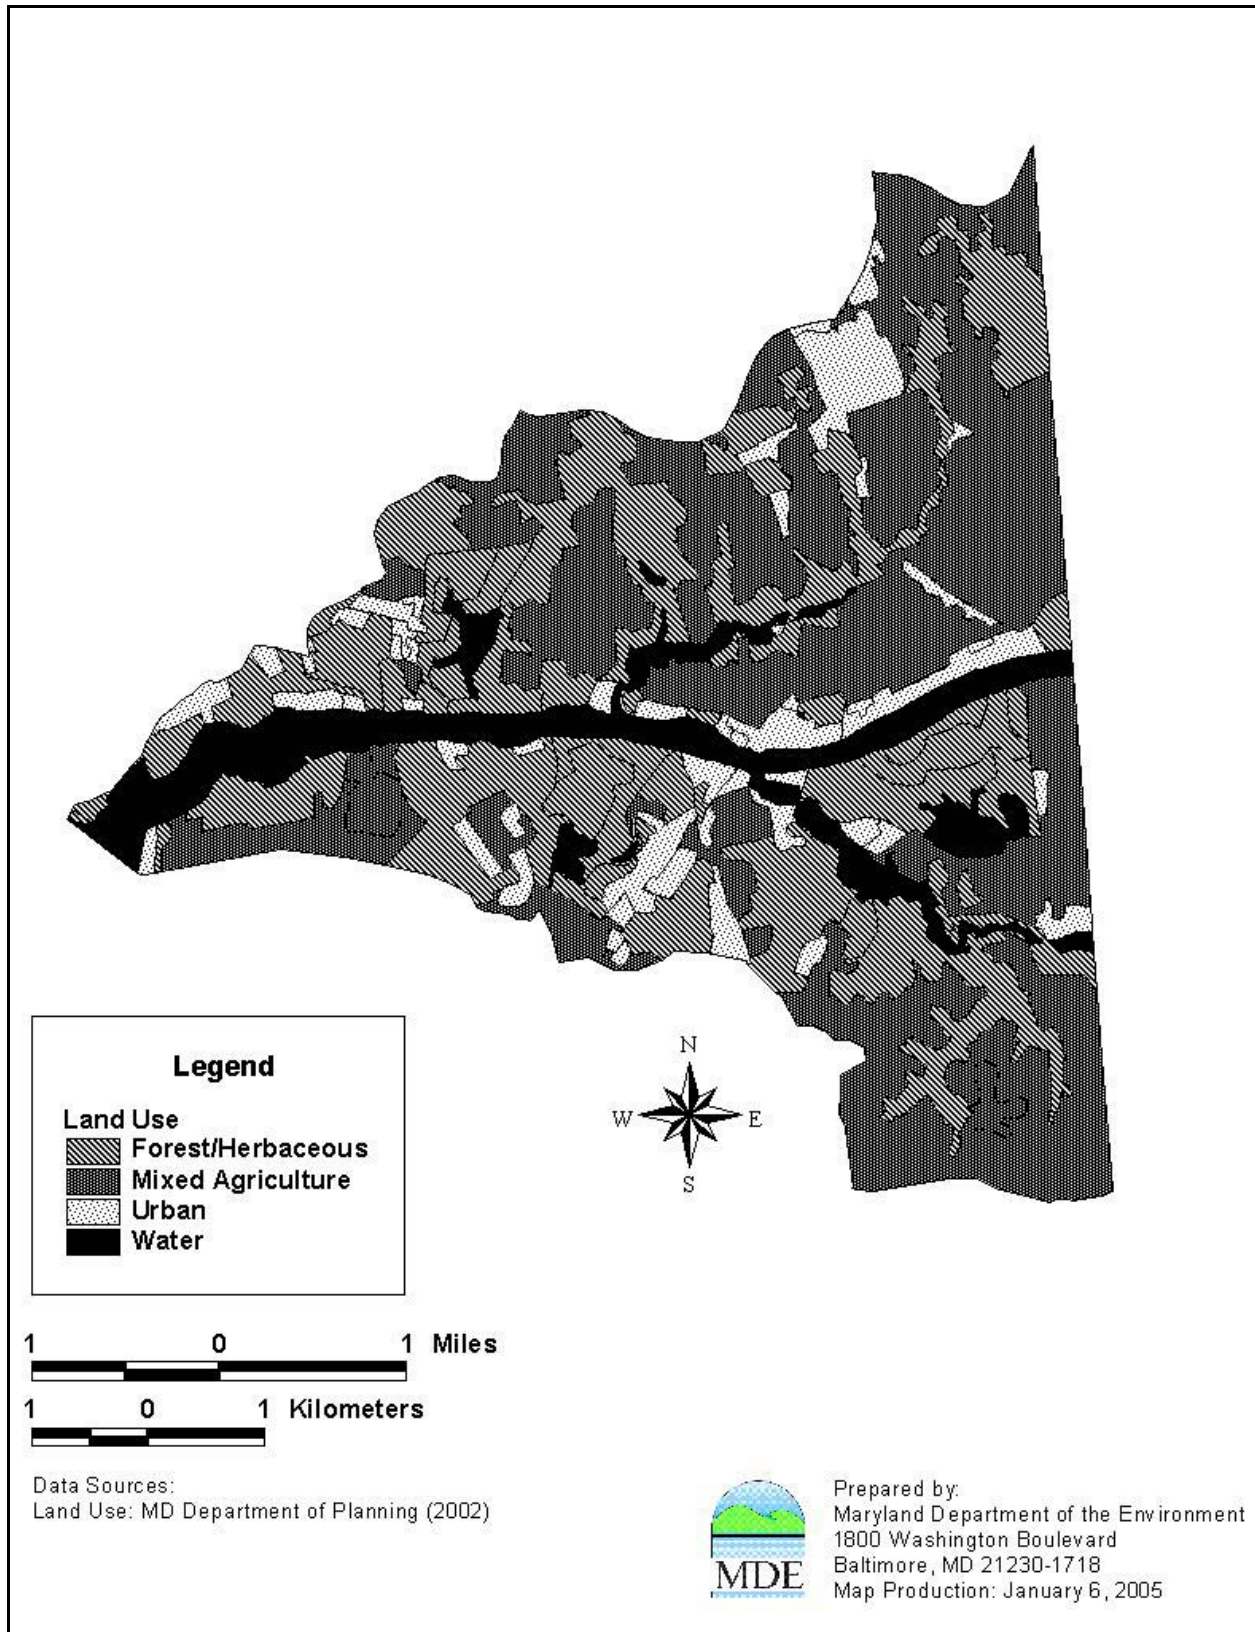 N
W E
S
Legend
Land Use
Forest/Herbaceous
Mixed Agriculture
Urban
Water
1 0 1 Miles
1 0 1 Kilometers
Data Sources:
Land Use: MD Department of Planning (2002)
MDE
Prepared by:
Maryland Department of the Environment
1800 Washington Boulevard
Baltimore, MD 21230-1718
Map Production: January 6, 2005